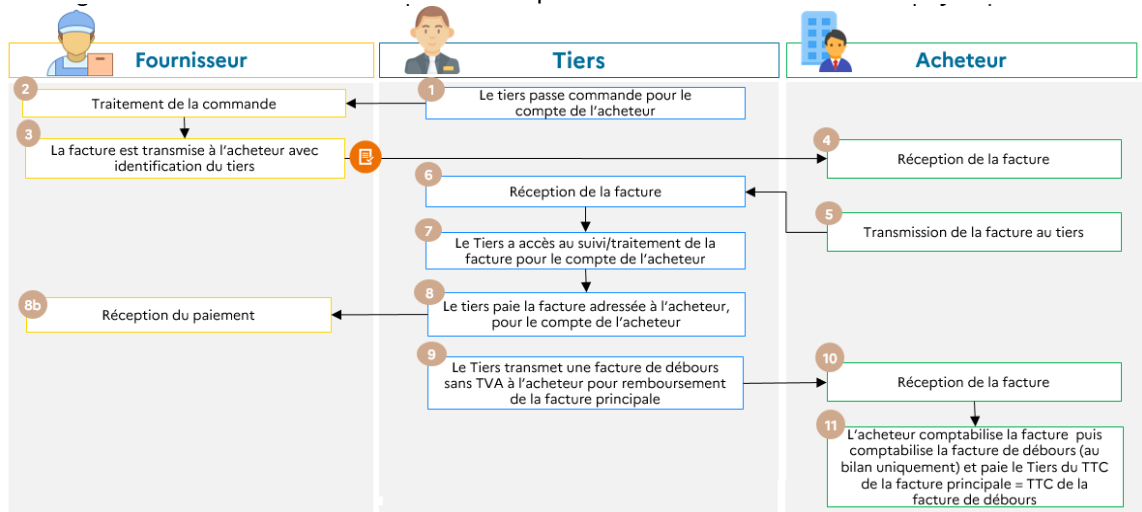 Fournisseur
Tiers
Acheteur
1
Le tiers passe commande pour le
compte de l’acheteur
2
Traitement de la commande
3
La facture est transmise à l’acheteur avec
identification du tiers
4
Réception de la facture
5
Transmission de la facture au tiers
6
Réception de la facture
7
Le Tiers a accès au suivi/traitement de la
facture pour le compte de l’acheteur
8
Le tiers paie la facture adressée à l’acheteur,
pour le compte de l’acheteur
8b
Réception du paiement
9
Le Tiers transmet une facture de débours
sans TVA à l’acheteur pour remboursement
de la facture principale
10
Réception de la facture
11
L’acheteur comptabilise la facture puis
comptabilise la facture de débours (au
bilan uniquement) et paie le Tiers du TTC
de la facture principale = TTC de la
facture de débours